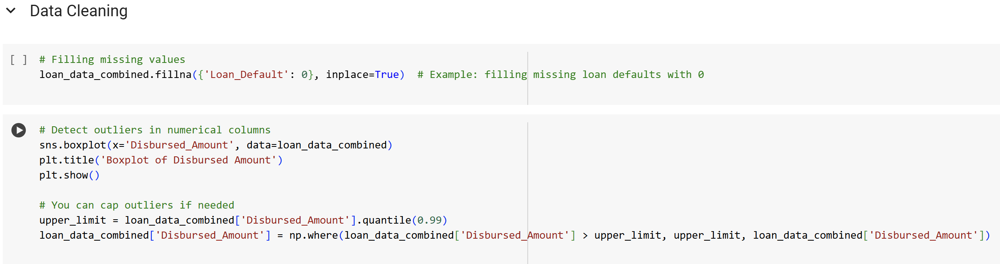 Data Cleaning
[ ] # Filling missing values
loan_data_combined.fillna({'Loan_Default': 0}, inplace=True)  # Example: filling missing loan defaults with 0
# Detect outliers in numerical columns
sns.boxplot(x='Disbursed_Amount', data=loan_data_combined)
plt.title('Boxplot of Disbursed Amount')
plt.show()
# You can cap outliers if needed
upper_limit = loan_data_combined['Disbursed_Amount'].quantile(0.99)
loan_data_combined['Disbursed_Amount'] = np.where(loan_data_combined['Disbursed_Amount'] > upper_limit, upper_limit, loan_data_combined['Disbursed_Amount'])